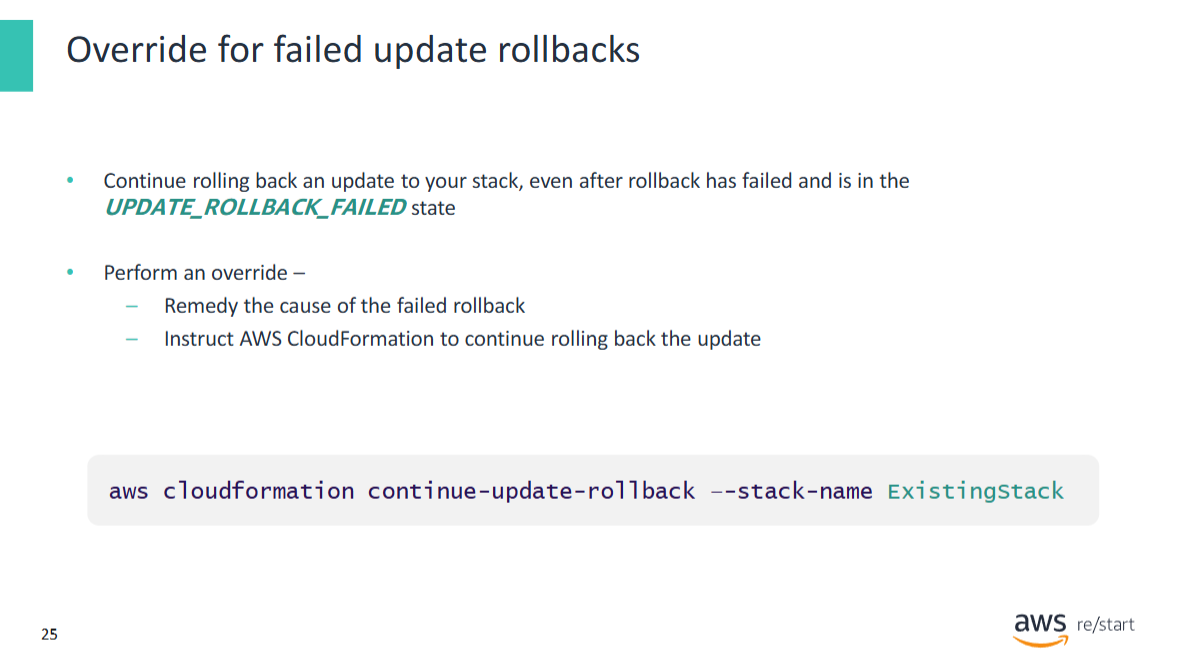 Override for failed update rollbacks
• Continue rolling back an update to your stack, even after rollback has failed and is in the
UPDATE_ROLLBACK_FAILED state
• Perform an override –
– Remedy the cause of the failed rollback
– Instruct AWS CloudFormation to continue rolling back the update
aws cloudformation continue-update-rollback –-stack-name ExistingStack
25
aws re/start